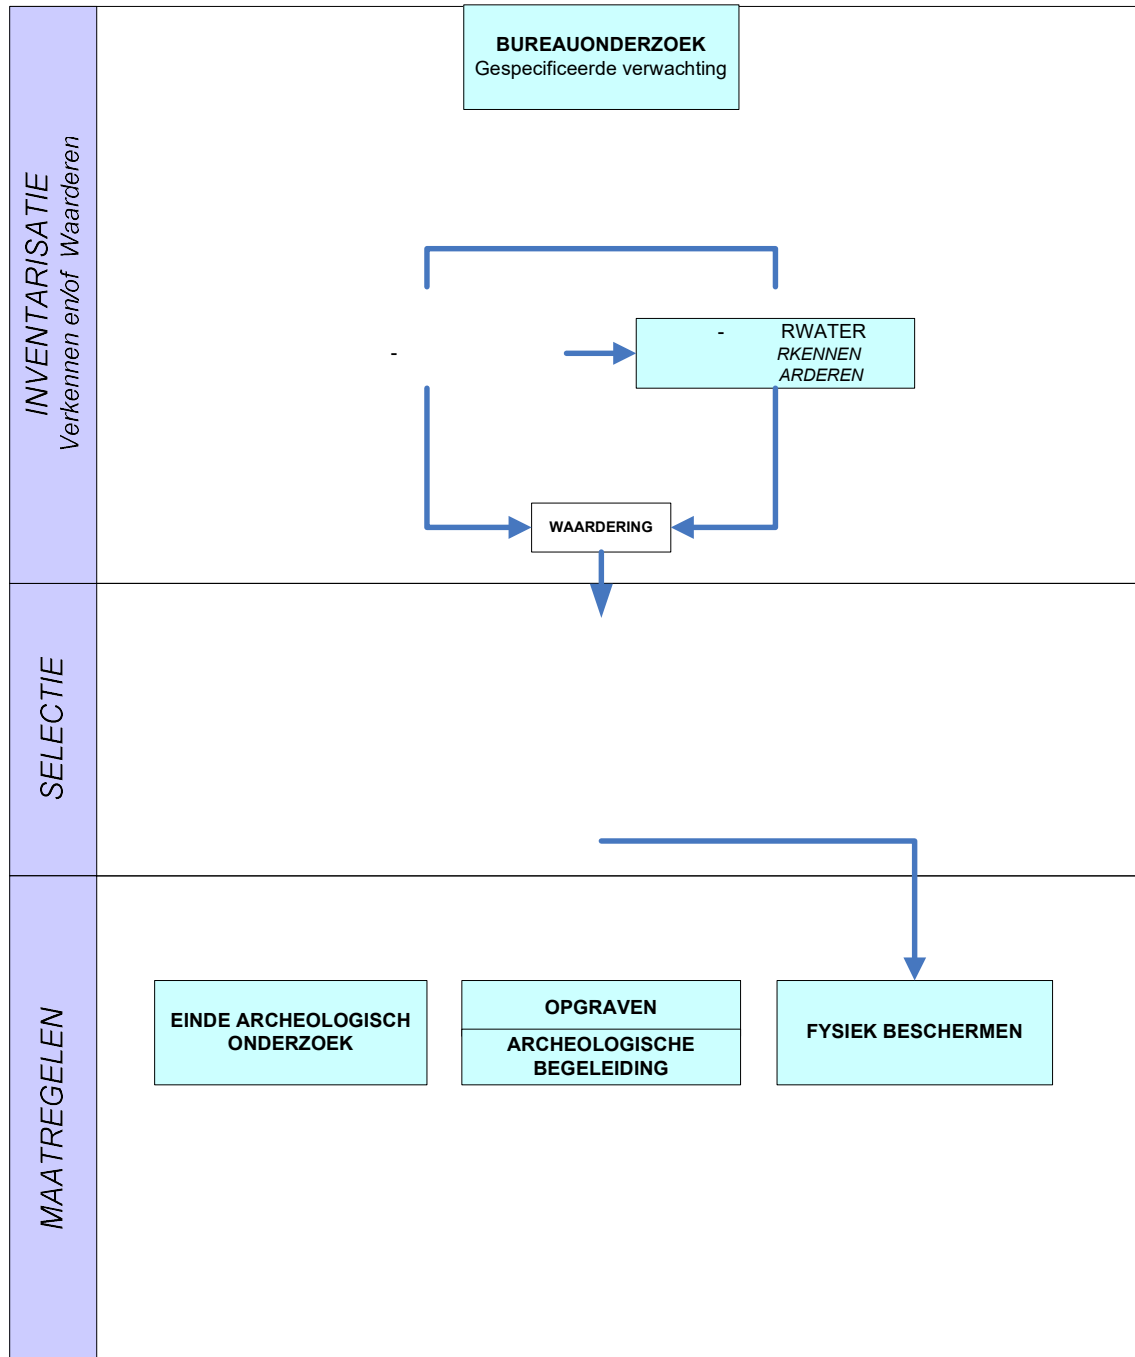 INVENTARISATIE
Verkennen en/of Waarderen
BUREAUONDERZOEK
Gespecificeerde verwachting
-
- RWATER
RKENNEN
ARDEREN
WAARDERING
SELECTIE
MAATREGELEN
EINDE ARCHEOLOGISCH
ONDERZOEK
OPGRAVEN
ARCHEOLOGISCHE
BEGELEIDING
FYSIEK BESCHERMEN